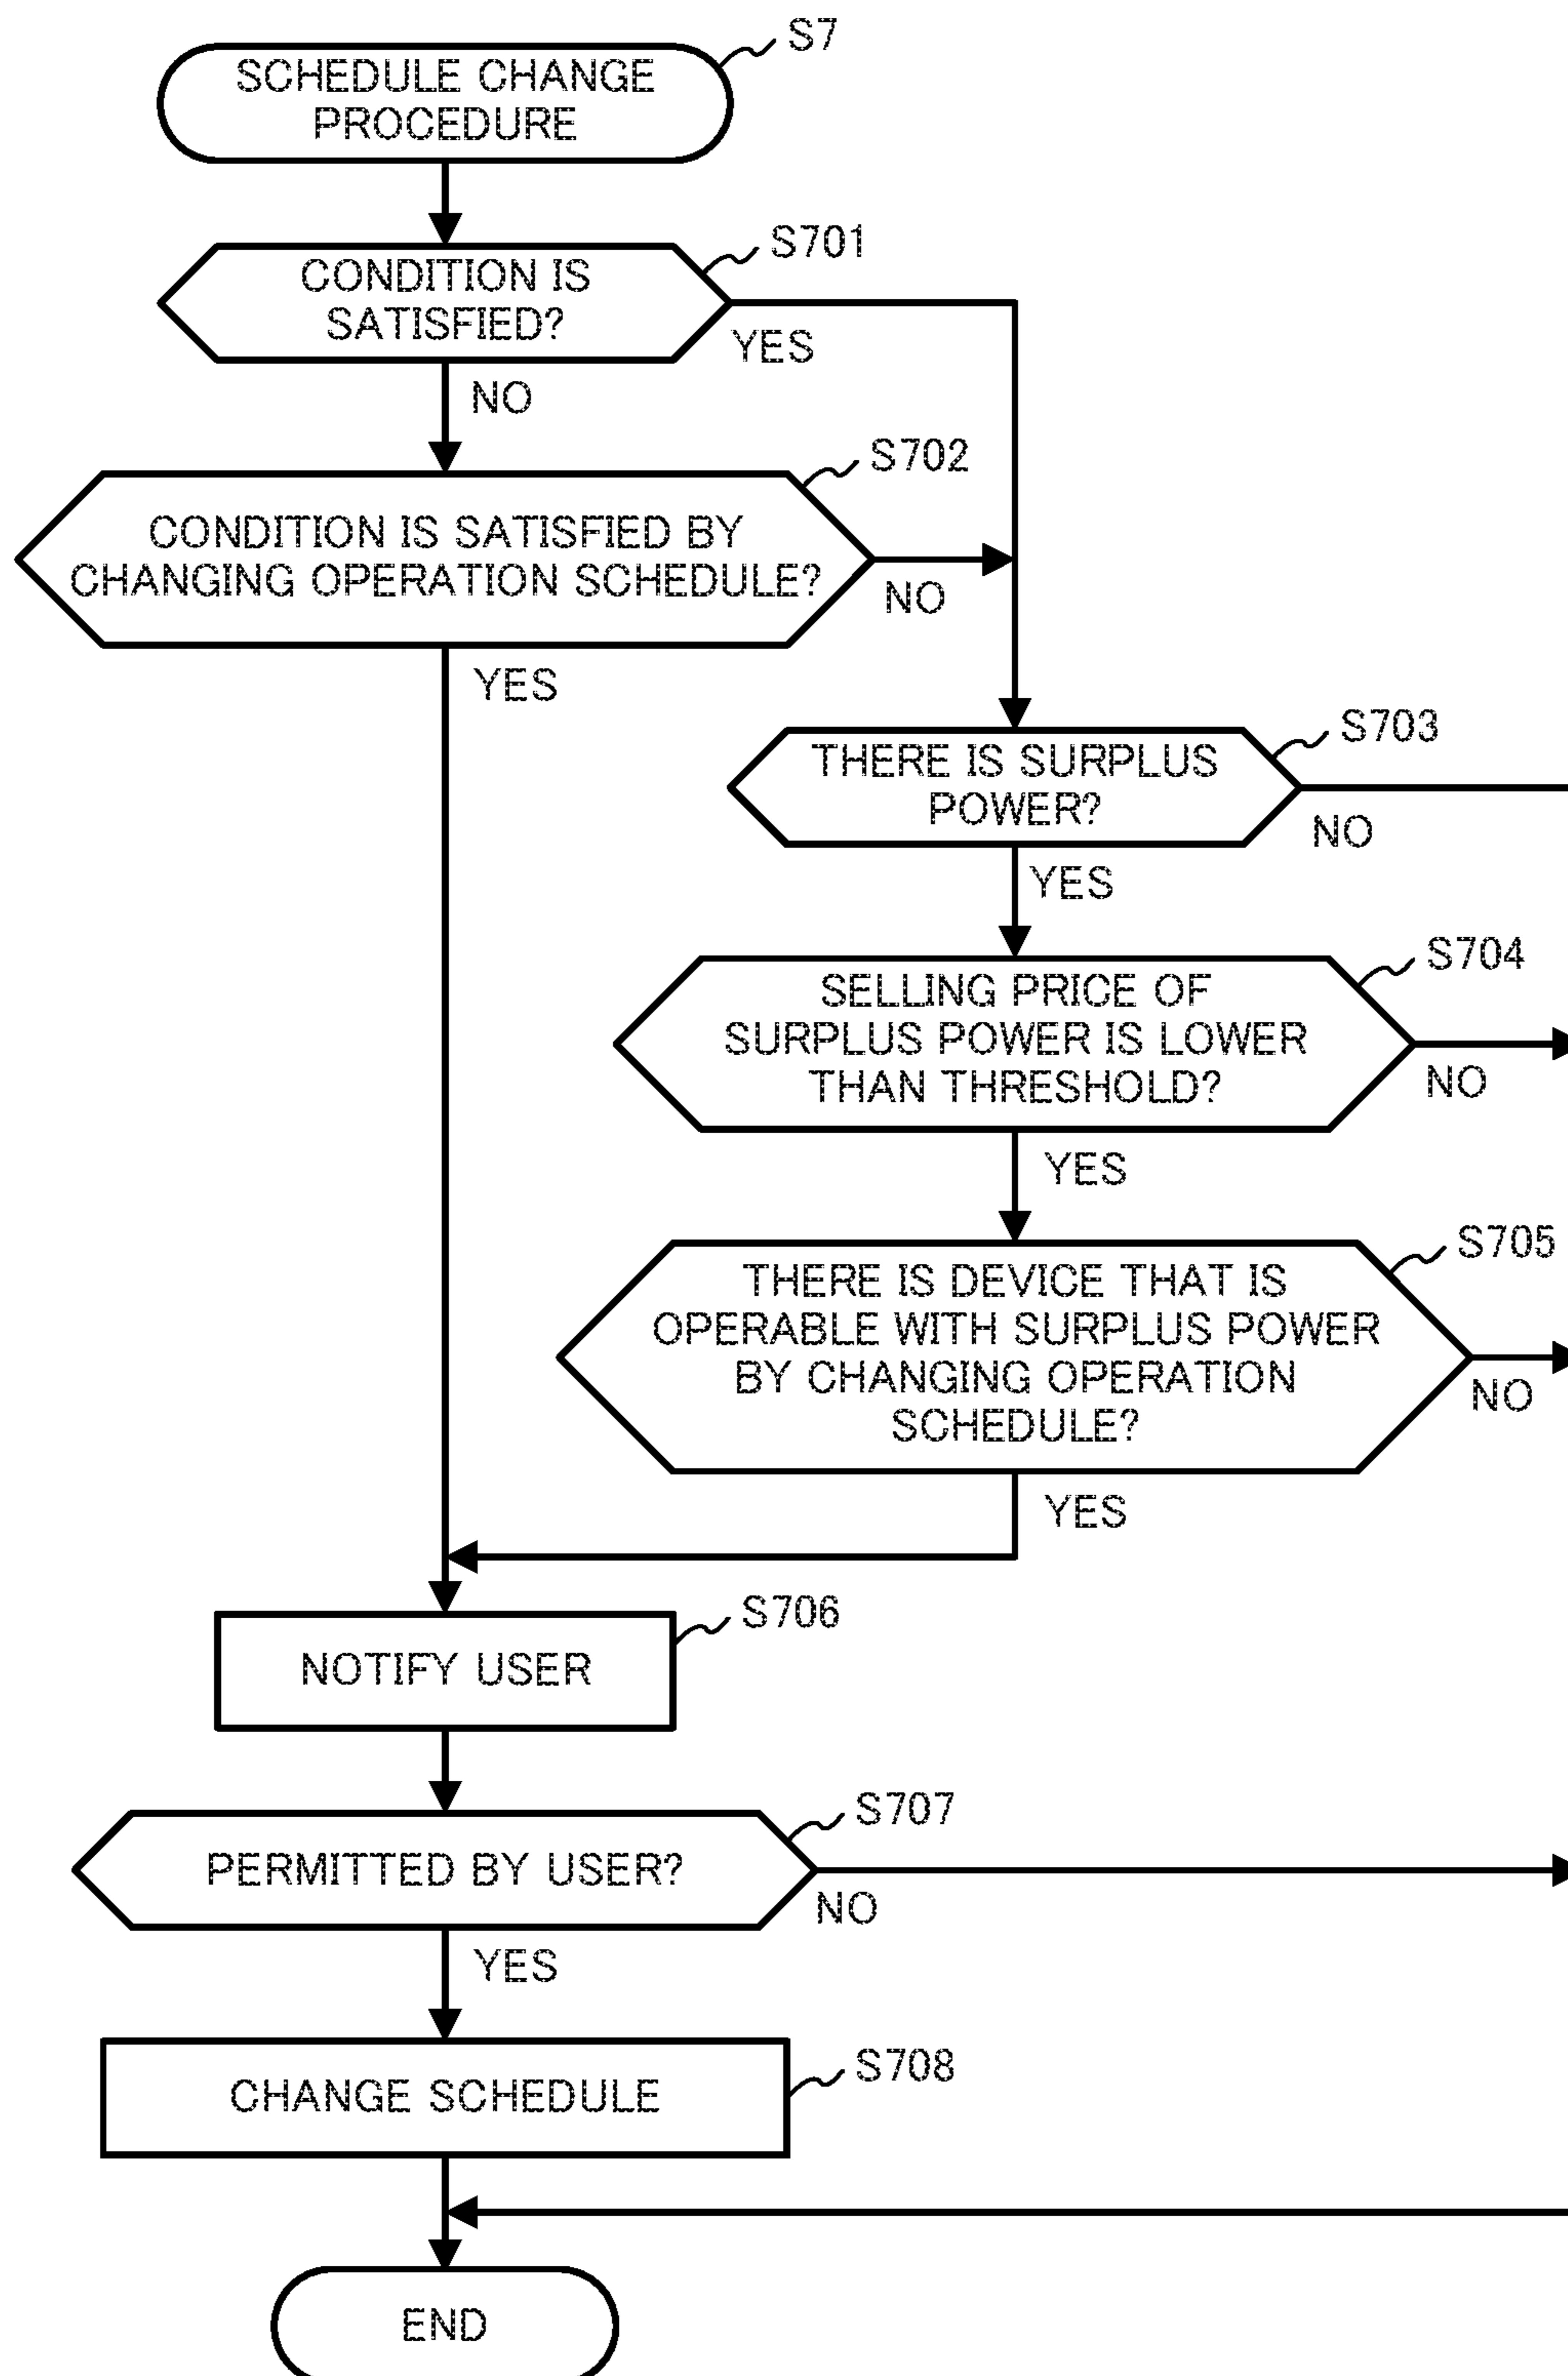 S7
SCHEDULE CHANGE
PROCEDURE
S701
CONDITION IS
SATISFIED?
YES
NO
S702
CONDITION IS SATISFIED BY
CHANGING OPERATION SCHEDULE?
NO
YES
S703
THERE IS SURPLUS
POWER?
NO
YES
S704
SELLING PRICE OF
SURPLUS POWER IS LOWER
THAN THRESHOLD?
NO
YES
S705
THERE IS DEVICE THAT IS
OPERABLE WITH SURPLUS POWER
BY CHANGING OPERATION
SCHEDULE?
NO
YES
S706
NOTIFY USER
S707
PERMITTED BY USER?
NO
YES
S708
CHANGE SCHEDULE
END